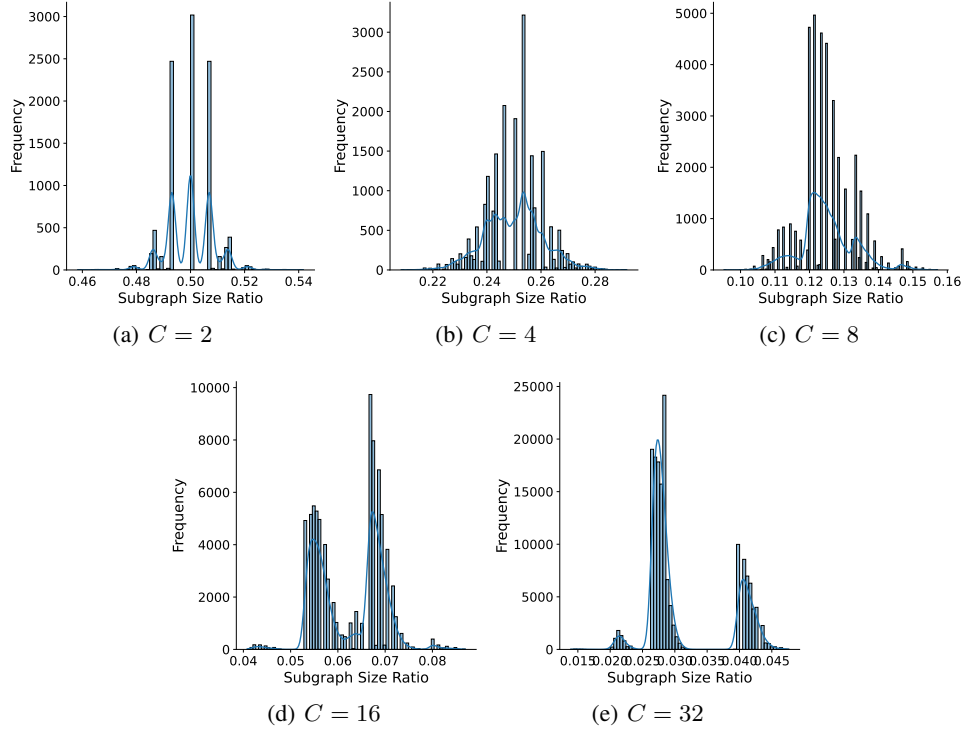 3000
2500
2000
1500
1000
500
0
Frequency
0.46 0.48 0.50 0.52 0.54
Subgraph Size Ratio
(a) C = 2
3000
2500
2000
1500
1000
500
0
Frequency
0.22 0.24 0.26 0.28
Subgraph Size Ratio
(b) C = 4
5000
4000
3000
2000
1000
0
Frequency
0.10 0.11 0.12 0.13 0.14 0.15 0.16
Subgraph Size Ratio
(c) C = 8
10000
8000
6000
4000
2000
0
Frequency
0.04 0.05 0.06 0.07 0.08
Subgraph Size Ratio
(d) C = 16
25000
20000
15000
10000
5000
0
Frequency
0.015 0.020 0.025 0.030 0.035 0.040 0.045
Subgraph Size Ratio
(e) C = 32